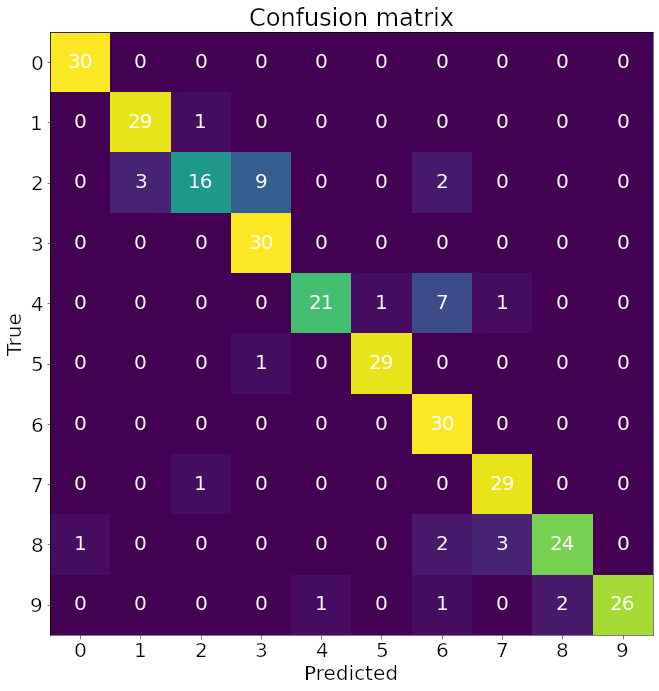 Confusion matrix
0 30 0 0 0 0 0 0 0 0 0
1 0 29 1 0 0 0 0 0 0 0
2 0 3 16 9 0 0 2 0 0 0
3 0 0 0 30 0 0 0 0 0 0
4 0 0 0 0 21 1 7 1 0 0
5 0 0 0 1 0 29 0 0 0 0
6 0 0 0 0 0 0 30 0 0 0
7 0 0 1 0 0 0 0 29 0 0
8 1 0 0 0 0 0 2 3 24 0
9 0 0 0 0 1 0 1 0 2 26
True
0 1 2 3 4 5 6 7 8 9
Predicted